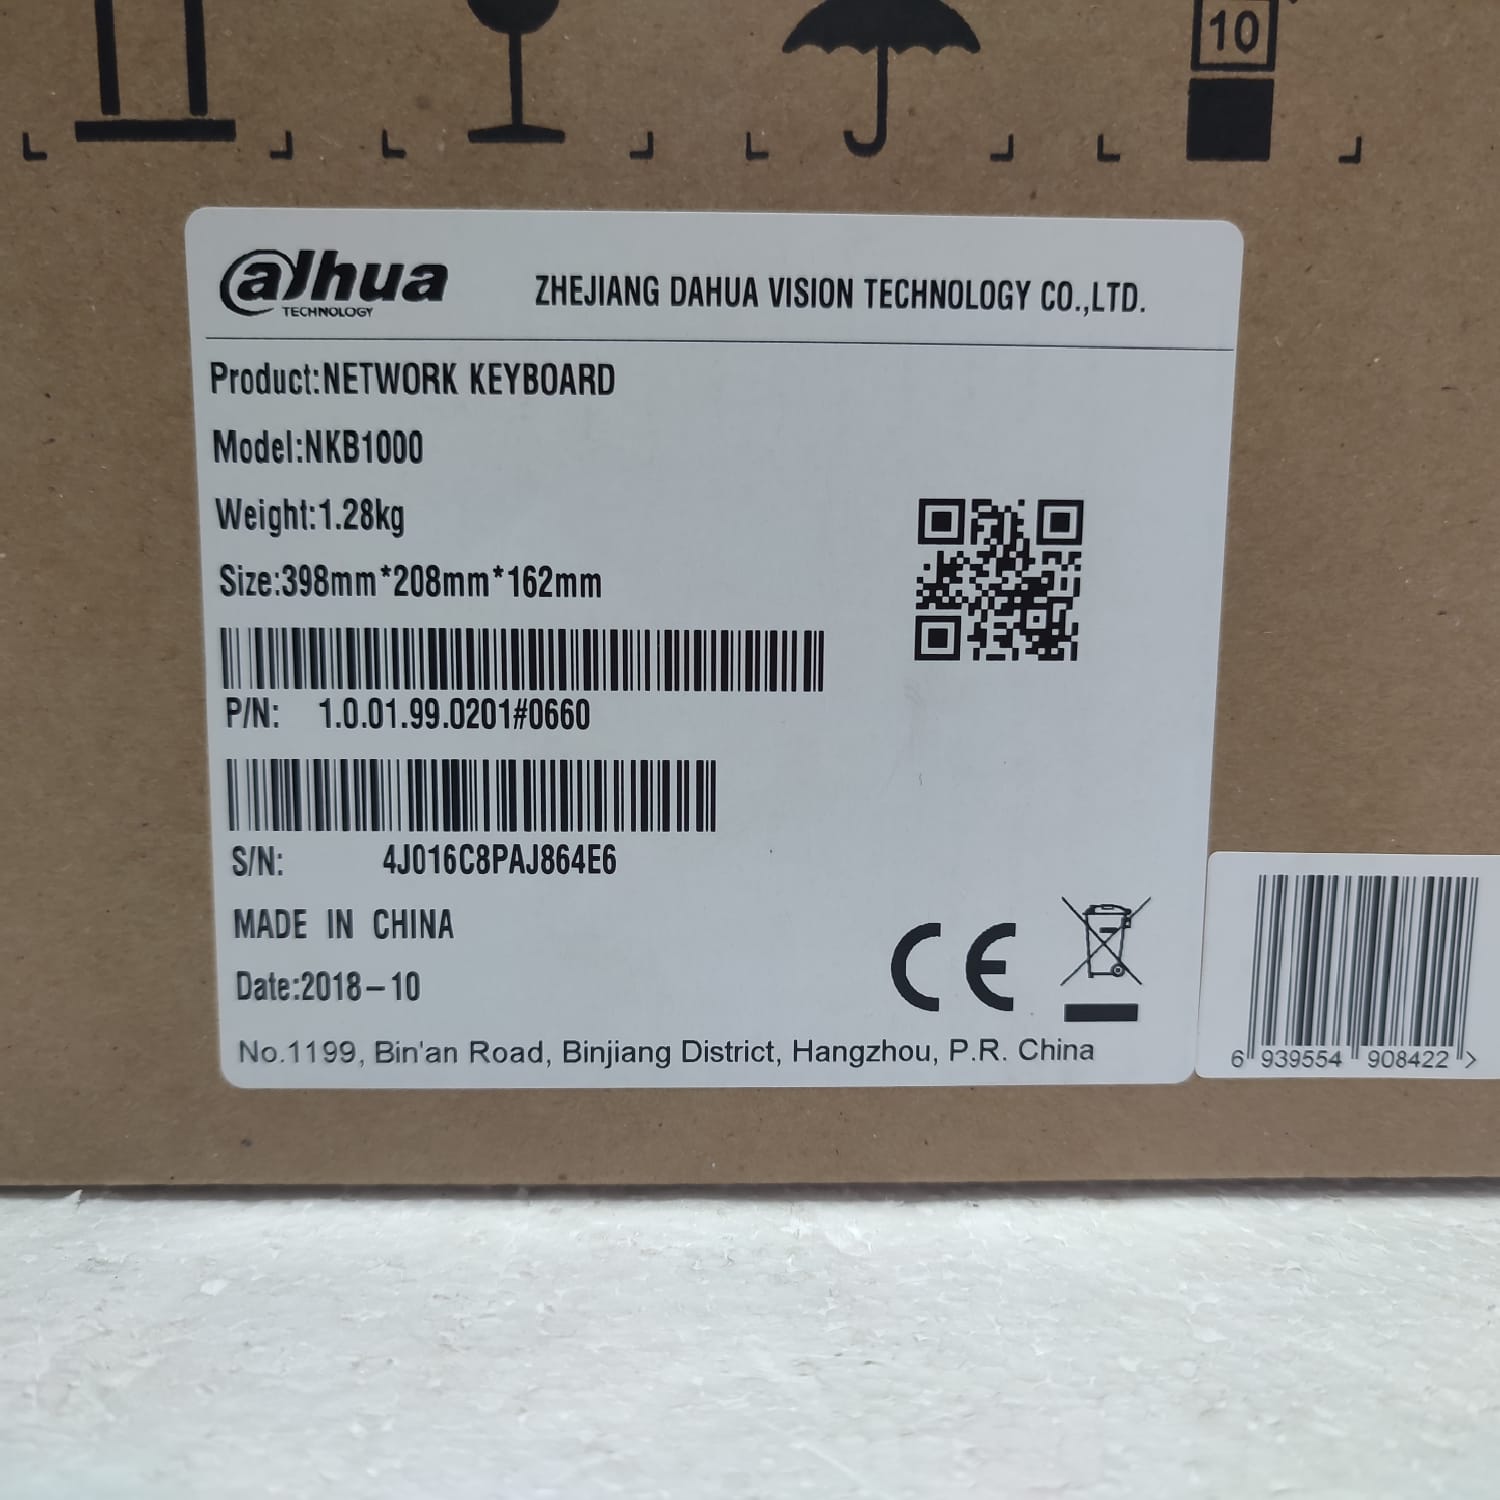 10
alhua
TECHNOLOGY
ZHEJIANG DAHUA VISION TECHNOLOGY CO.,LTD.
Product:NETWORK KEYBOARD
Model:NKB1000
Weight:1.28kg
Size:398mm*208mm*162mm
P/N: 1.0.01.99.0201#0660
S/N: 4J016C8PAJ864E6
MADE IN CHINA
Date:2018-10
CE
No.1199, Bin'an Road, Binjiang District, Hangzhou, P.R. China
6 939554 908422 >